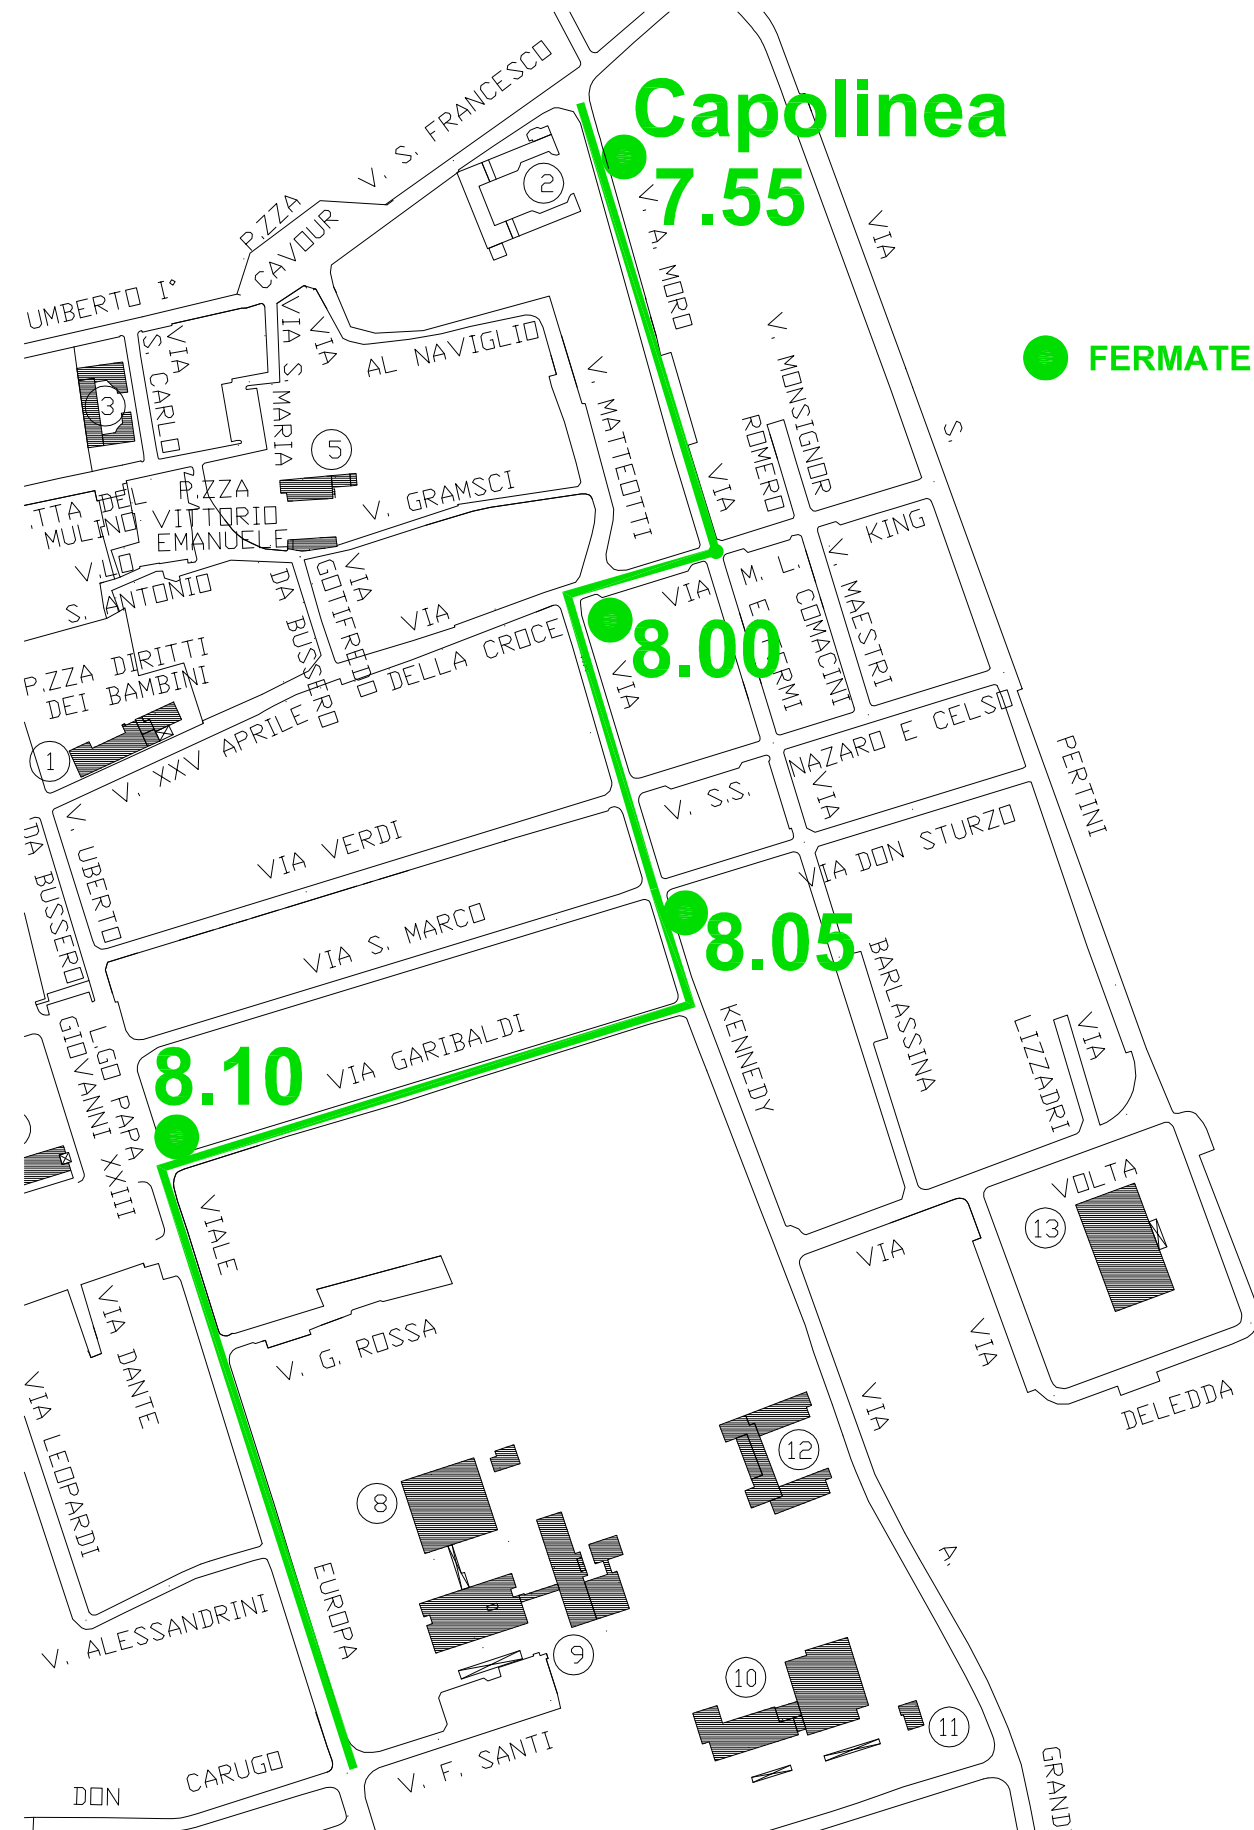 Capolinea
7.55
V. S. FRANCESCO
P.ZZA
CAVOUR
2
V. A. MORO
VIA
UMBERTO I°
VIA
S. CARLO
VIA S. MARIA
VIA
AL NAVIGLIO
V. MONSIGNOR
ROMERO
FERMATE
3
V. MATTEOTTI
S.
5
VIA
V. GRAMSCI
.TTA DEL
MULINO
P.ZZA
VITTORIO
EMANUELE
KING
V.LO
S. ANTONIO
DA BUSSERO
VIA
GOTIFREDO
VIA
VIA
M. L.
E. FERMI
COMACINI
V. MAESTRI
8.00
DELLA CROCE
VIA
P.ZZA DIRITTI
DEI BAMBINI
1
V. XXV APRILE
NAZARO E CELSO
V. S.S.
VIA
PERTINI
V. UBERTO
DA BUSSERO
VIA VERDI
VIA DON STURZO
VIA S. MARCO
8.05
BARLASSINA
KENNEDY
VIA GARIBALDI
8.10
L.GO PAPA
GIOVANNI XXIII
VIA
LIZZADRI
VOLTA
13
VIALE
VIA
VIA DANTE
V. G. ROSSA
VIA
DELEDDA
VIA LEOPARDI
VIA
12
8
A.
EUROPA
V. ALESSANDRINI
9
10
11
V. F. SANTI
DON
CARUGO
GRAND